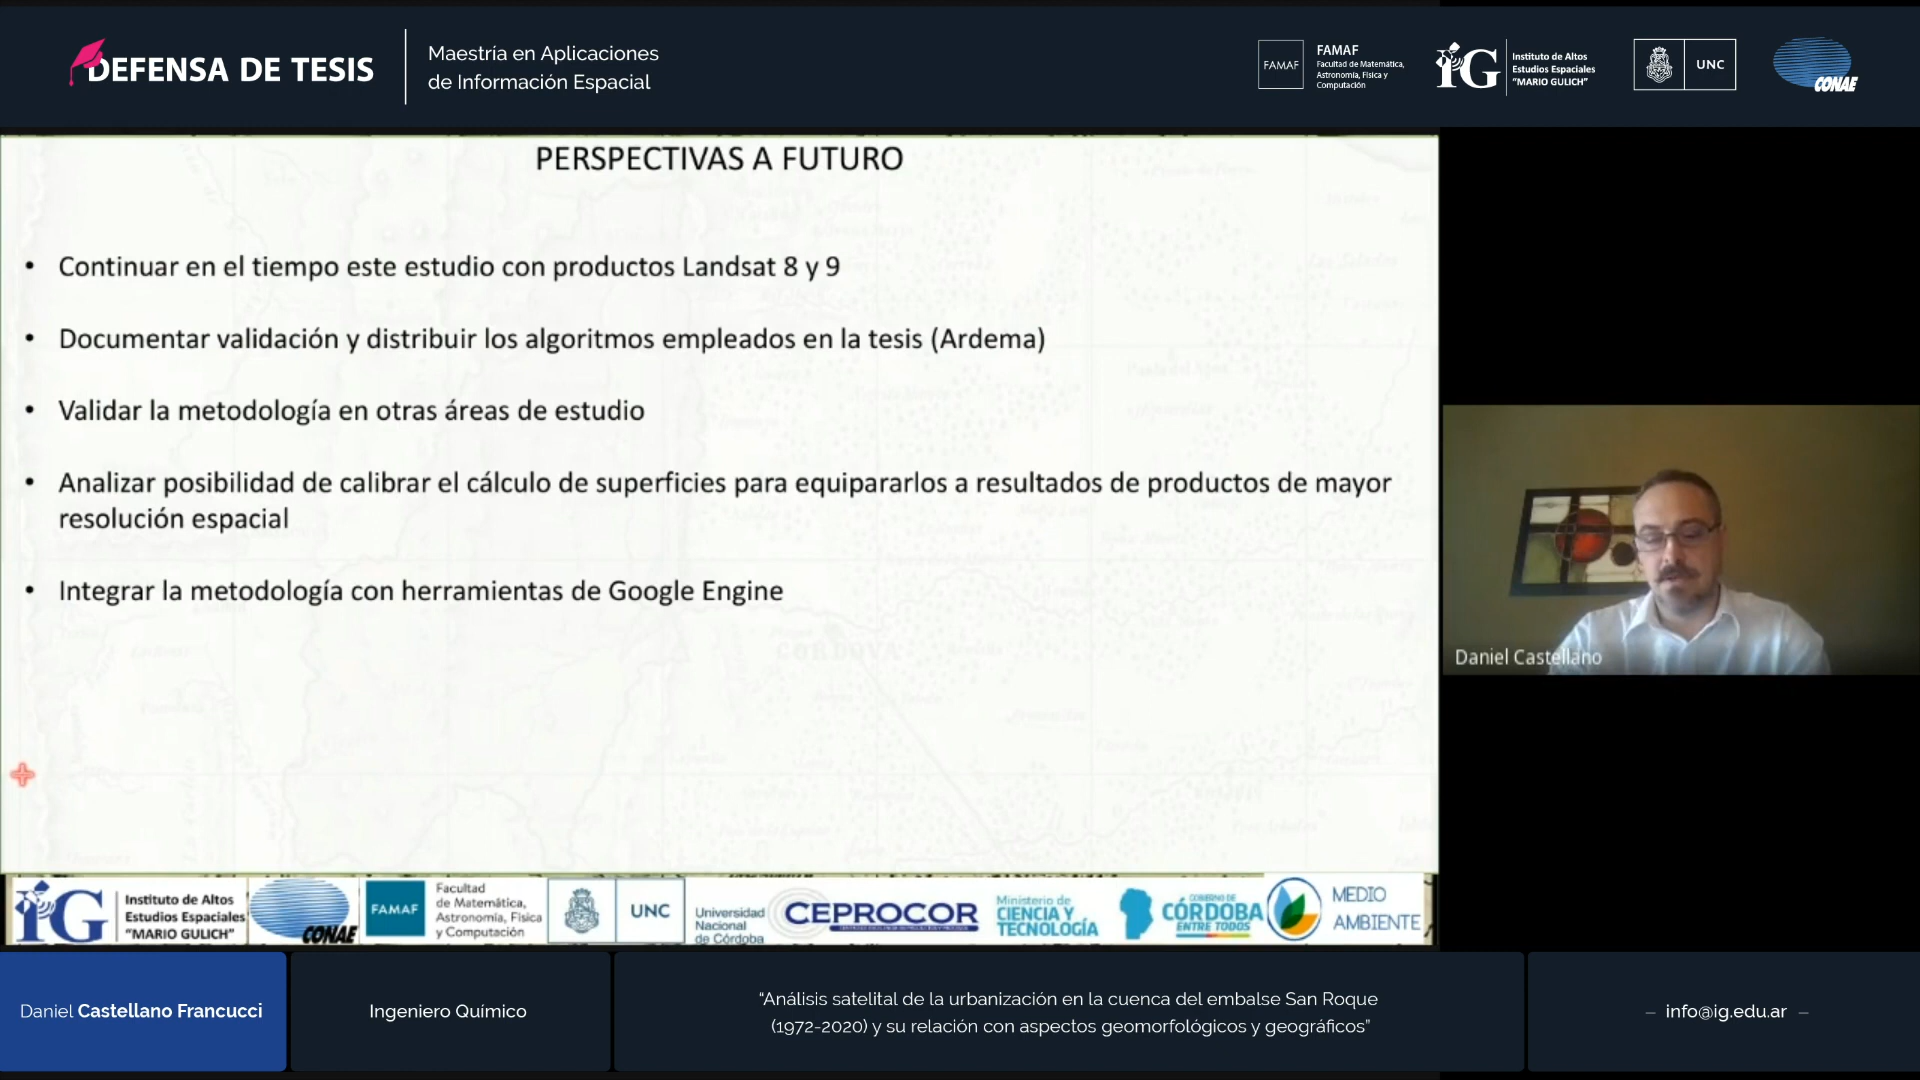 DEFENSA DE TESIS
Maestría en Aplicaciones
de Información Espacial
FAMAF
FAMAF
Facultad de Matemática,
Astronomía, Física y
Computación
iG
Instituto de Altos
Estudios Espaciales
"MARIO GULICH"
UNC
CONAE
PERSPECTIVAS A FUTURO
• Continuar en el tiempo este estudio con productos Landsat 8 y 9
• Documentar validación y distribuir los algoritmos empleados en la tesis (Ardema)
• Validar la metodología en otras áreas de estudio
• Analizar posibilidad de calibrar el cálculo de superficies para equipararlos a resultados de productos de mayor
resolución espacial
• Integrar la metodología con herramientas de Google Engine
CORDOVA
Daniel Castellano
iG
Instituto de Altos
Estudios Espaciales
"MARIO GULICH"
CONAE
FAMAF
Facultad
de Matemática,
Astronomía, Física
y Computación
UNC
Universidad
Nacional
de Córdoba
CEPROCOR
Ministerio de
CIENCIA Y
TECNOLOGÍA
GOBIERNO DE
CÓRDOBA
ENTRE TODOS
MEDIO
AMBIENTE
Daniel Castellano Francucci
Ingeniero Químico
"Análisis satelital de la urbanización en la cuenca del embalse San Roque
(1972-2020) y su relación con aspectos geomorfológicos y geográficos"
– info@ig.edu.ar –